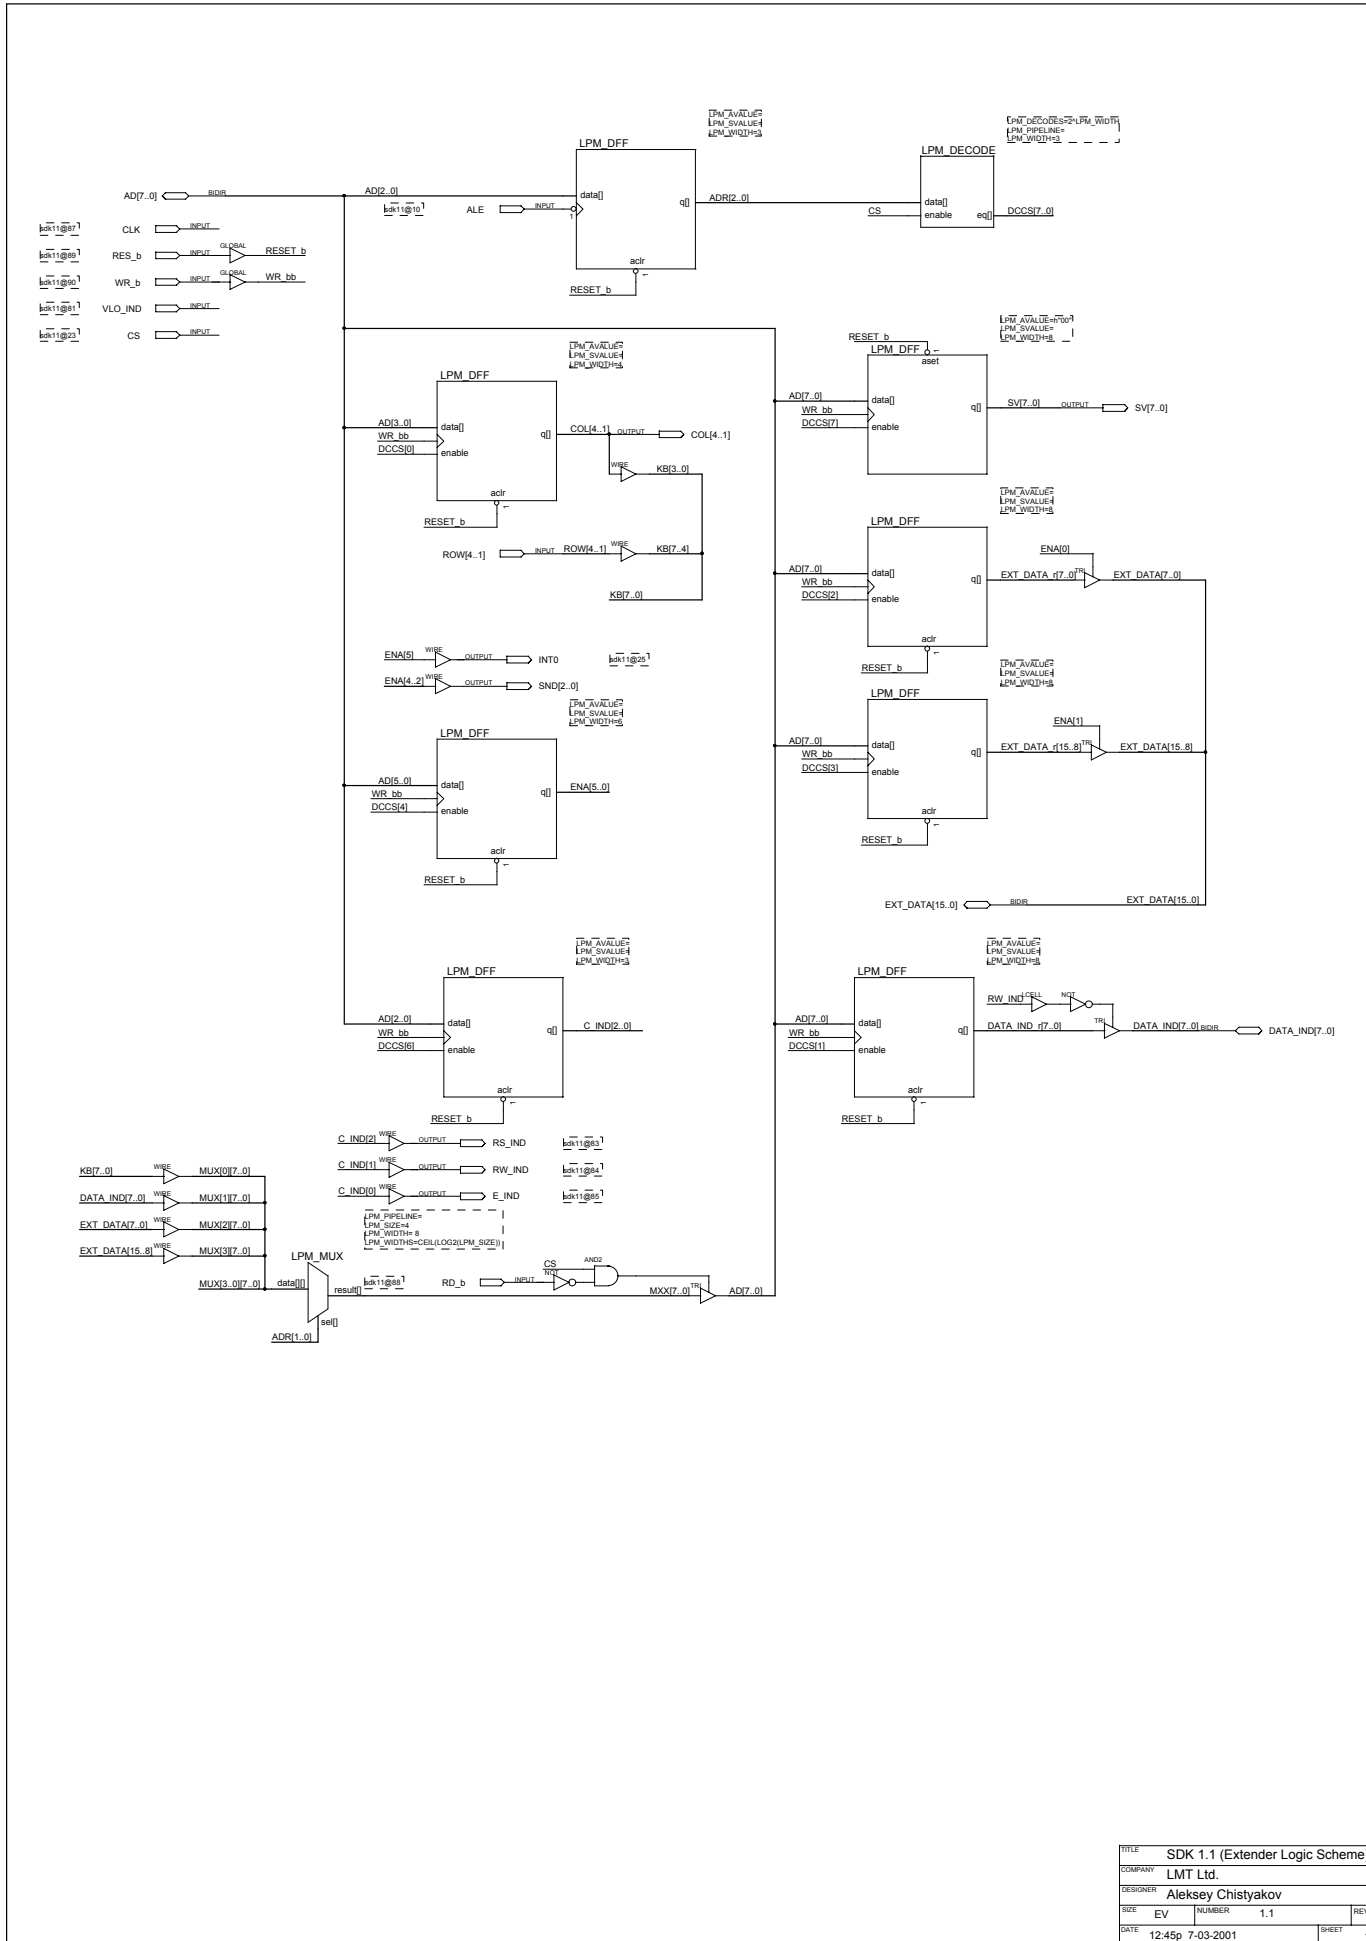 LPM_AVALUE=
LPM_SVALUE=
LPM_WIDTH=3
LPM_DFF
AD[7..0] BIDIR AD[2..0] data[] q[] ADR[2..0]
sdk11@10 ALE INPUT 1
aclr
1
RESET_b
LPM_DECODES=2^LPM_WIDTH
LPM_PIPELINE=
LPM_WIDTH=3
LPM_DECODE
data[]
CS enable eq[] DCCS[7..0]
sdk11@87 CLK INPUT
sdk11@89 RES_b INPUT GLOBAL RESET_b
sdk11@90 WR_b INPUT GLOBAL WR_bb
sdk11@81 VLO_IND INPUT
sdk11@23 CS INPUT
LPM_AVALUE=
LPM_SVALUE=
LPM_WIDTH=4
LPM_DFF
AD[3..0] data[]
WR_bb q[] COL[4..1] OUTPUT COL[4..1]
DCCS[0] enable
WIRE KB[3..0]
aclr
1
RESET_b
ROW[4..1] INPUT ROW[4..1] WIRE KB[7..4]
KB[7..0]
LPM_AVALUE=h"00"
LPM_SVALUE=
LPM_WIDTH=8
RESET_b
1
LPM_DFF
aset
AD[7..0] data[]
WR_bb q[] SV[7..0] OUTPUT SV[7..0]
DCCS[7] enable
LPM_AVALUE=
LPM_SVALUE=
LPM_WIDTH=8
LPM_DFF
ENA[0]
AD[7..0] data[]
WR_bb q[] EXT_DATA_r[7..0] TRI EXT_DATA[7..0]
DCCS[2] enable
aclr
1
RESET_b
ENA[5] WIRE OUTPUT INT0 sdk11@25
ENA[4..2] WIRE OUTPUT SND[2..0]
LPM_AVALUE=
LPM_SVALUE=
LPM_WIDTH=6
LPM_DFF
AD[5..0] data[]
WR_bb q[] ENA[5..0]
DCCS[4] enable
aclr
1
RESET_b
LPM_AVALUE=
LPM_SVALUE=
LPM_WIDTH=8
LPM_DFF
ENA[1]
AD[7..0] data[]
WR_bb q[] EXT_DATA_r[15..8] TRI EXT_DATA[15..8]
DCCS[3] enable
aclr
1
RESET_b
EXT_DATA[15..0] BIDIR EXT_DATA[15..0]
LPM_AVALUE=
LPM_SVALUE=
LPM_WIDTH=3
LPM_DFF
AD[2..0] data[]
WR_bb q[] C_IND[2..0]
DCCS[6] enable
aclr
1
RESET_b
LPM_AVALUE=
LPM_SVALUE=
LPM_WIDTH=8
LPM_DFF
RW_IND LCELL NOT
AD[7..0] data[]
WR_bb q[] DATA_IND_r[7..0] TRI DATA_IND[7..0] BIDIR DATA_IND[7..0]
DCCS[1] enable
aclr
1
RESET_b
C_IND[2] WIRE OUTPUT RS_IND sdk11@83
C_IND[1] WIRE OUTPUT RW_IND sdk11@84
C_IND[0] WIRE OUTPUT E_IND sdk11@85
KB[7..0] WIRE MUX[0][7..0]
DATA_IND[7..0] WIRE MUX[1][7..0]
EXT_DATA[7..0] WIRE MUX[2][7..0]
EXT_DATA[15..8] WIRE MUX[3][7..0]
LPM_PIPELINE=
LPM_SIZE=4
LPM_WIDTH= 8
LPM_WIDTHS=CEIL(LOG2(LPM_SIZE))
LPM_MUX
MUX[3..0][7..0] data[][] result[] sdk11@88
sel[]
ADR[1..0]
CS AND2
RD_b INPUT NOT
MXX[7..0] TRI AD[7..0]
TITLE SDK 1.1 (Extender Logic Scheme
COMPANY LMT Ltd.
DESIGNER Aleksey Chistyakov
SIZE EV NUMBER 1.1 REV
DATE 12:45p 7-03-2001 SHEET